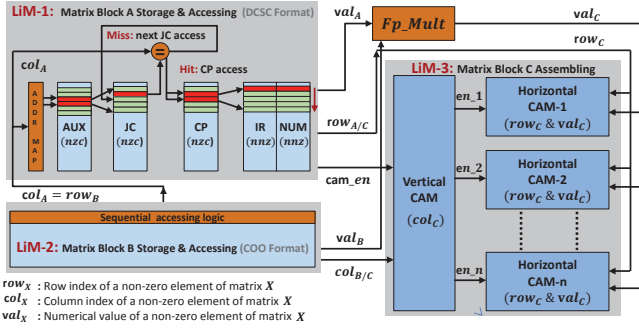 LiM-1: Matrix Block A Storage & Accessing (DCSC Format)
col_A
Miss: next JC access
=
Hit: CP access
ADDR MAP
AUX
(nzc)
JC
(nzc)
CP
(nzc)
IR
(nnz)
NUM
(nnz)
val_A
Fp_Mult
val_C
row_C
row_A/C
cam_en
col_A = row_B
Sequential accessing logic
LiM-2: Matrix Block B Storage & Accessing (COO Format)
val_B
col_B/C
LiM-3: Matrix Block C Assembling
Vertical
CAM
(col_C)
en_1
Horizontal
CAM-1
(row_C & val_C)
en_2
Horizontal
CAM-2
(row_C & val_C)
en_n
Horizontal
CAM-n
(row_C & val_C)
row_X : Row index of a non-zero element of matrix X
col_X : Column index of a non-zero element of matrix X
val_X : Numerical value of a non-zero element of matrix X